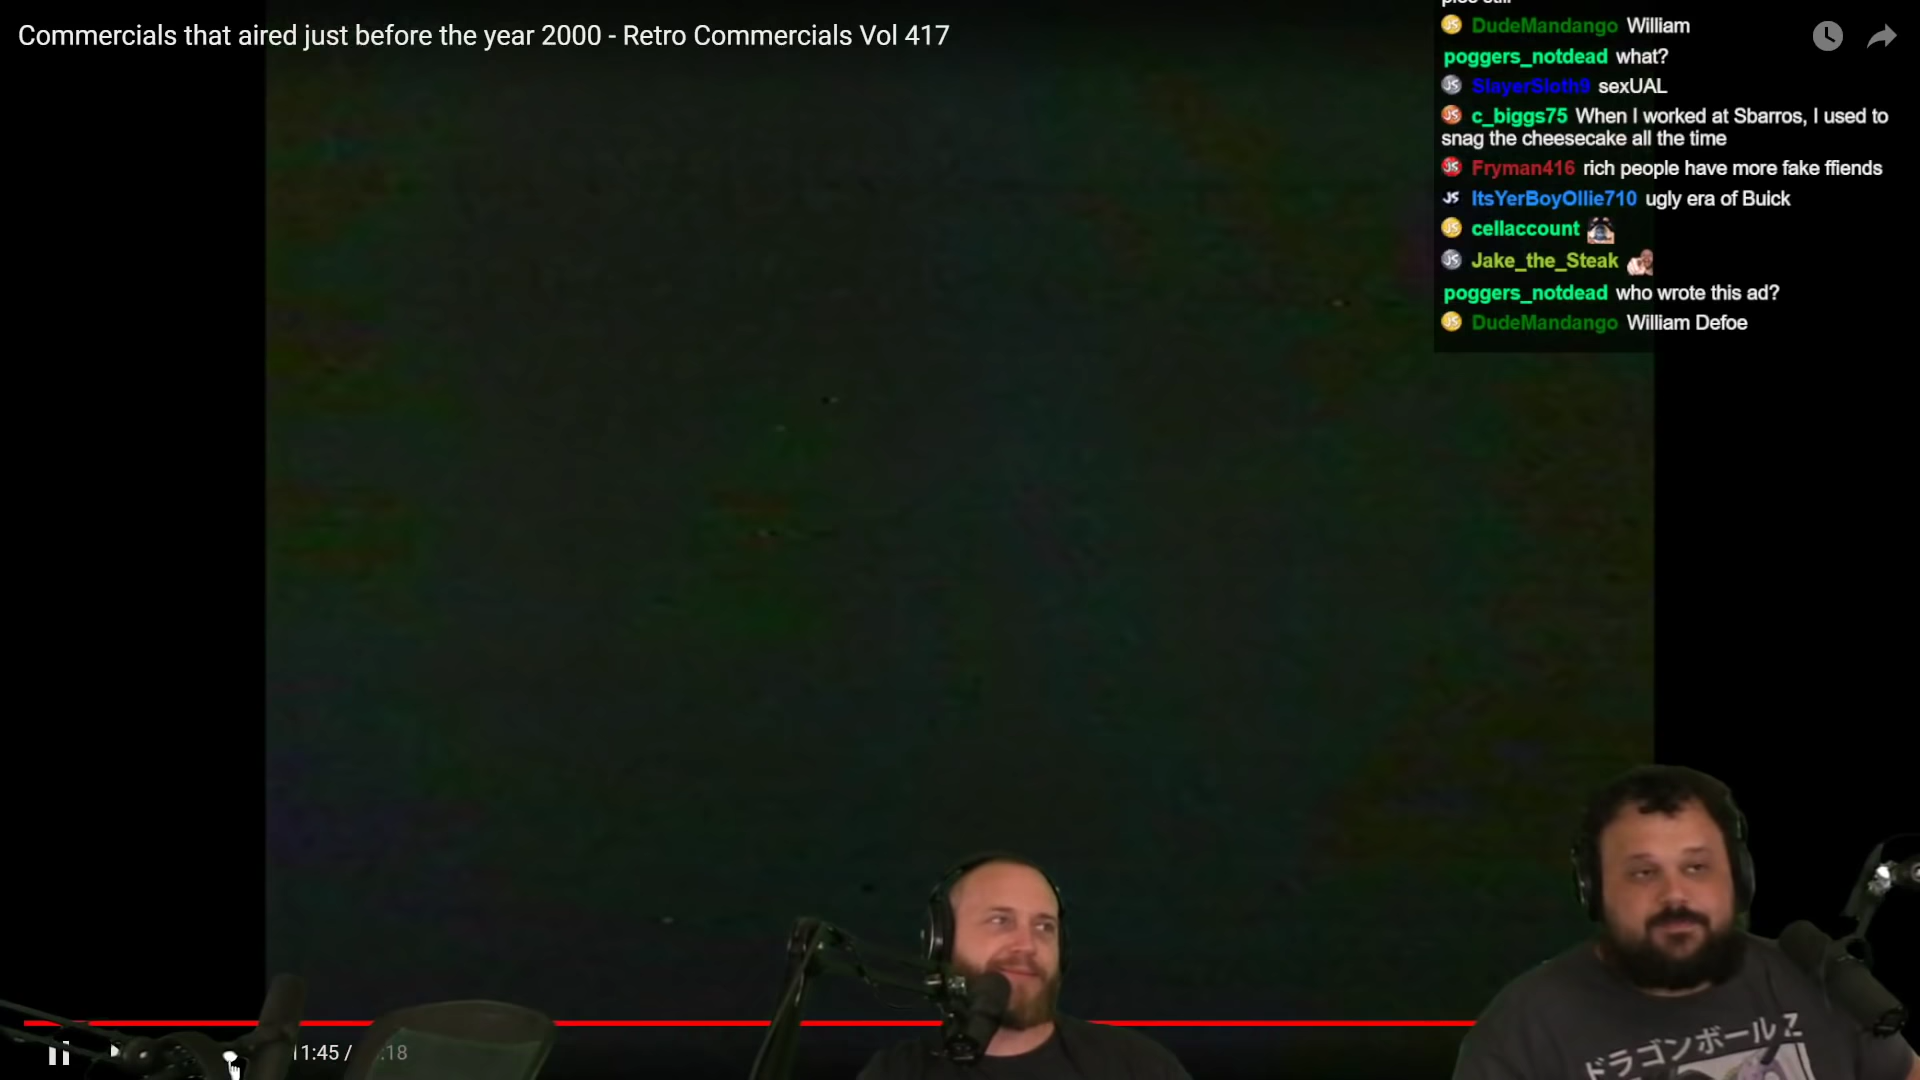 Commercials that aired just before the year 2000 - Retro Commercials Vol 417
DudeMandango William
poggers_notdead what?
SlayerSloth9 sexUAL
c_biggs75 When I worked at Sbarros, I used to
snag the cheesecake all the time
Fryman416 rich people have more fake ffiends
ItsYerBoyOllie710 ugly era of Buick
cellaccount
Jake_the_Steak
poggers_notdead who wrote this ad?
DudeMandango William Defoe
11:45 / :18
ドラゴンボールZ